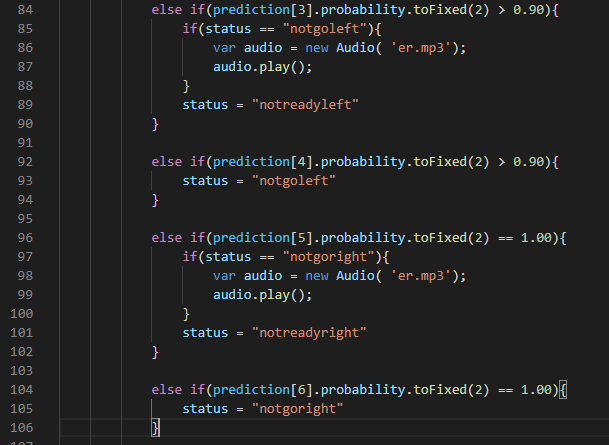 84 else if(prediction[3].probability.toFixed(2) > 0.90){
85 if(status == "notgoleft"){
86 var audio = new Audio( 'er.mp3');
87 audio.play();
88 }
89 status = "notreadyleft"
90 }
91
92 else if(prediction[4].probability.toFixed(2) > 0.90){
93 status = "notgoleft"
94 }
95
96 else if(prediction[5].probability.toFixed(2) == 1.00){
97 if(status == "notgoright"){
98 var audio = new Audio( 'er.mp3');
99 audio.play();
100 }
101 status = "notreadyright"
102 }
103
104 else if(prediction[6].probability.toFixed(2) == 1.00){
105 status = "notgoright"
106 }